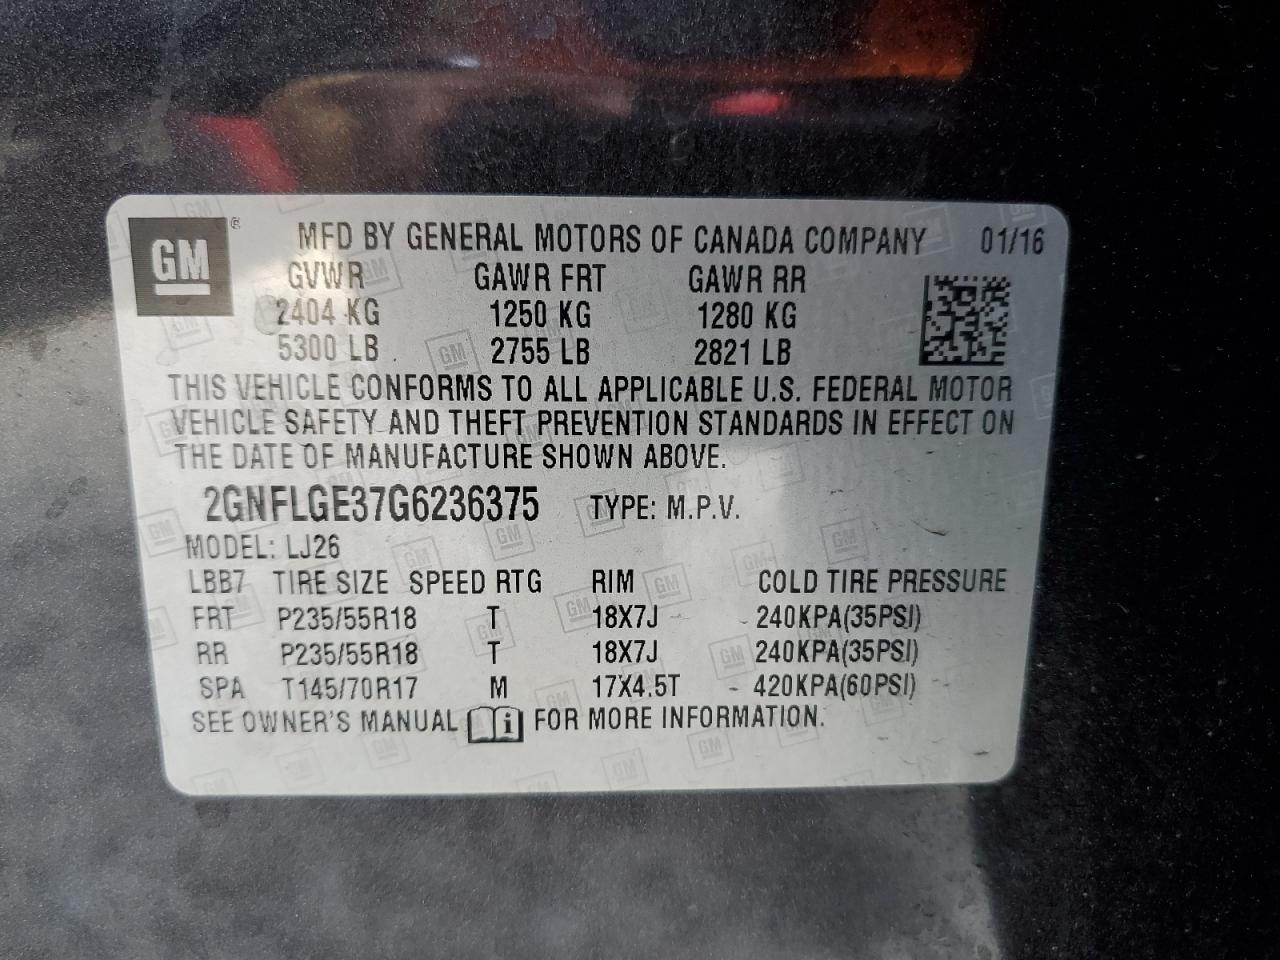 GM ® MFD BY GENERAL MOTORS OF CANADA COMPANY 01/16
GVWR GAWR FRT GAWR RR
2404 KG 1250 KG 1280 KG
5300 LB 2755 LB 2821 LB
THIS VEHICLE CONFORMS TO ALL APPLICABLE U.S. FEDERAL MOTOR
VEHICLE SAFETY AND THEFT PREVENTION STANDARDS IN EFFECT ON
THE DATE OF MANUFACTURE SHOWN ABOVE.
2GNFLGE37G6236375 TYPE: M.P.V.
MODEL: LJ26
LBB7 TIRE SIZE SPEED RTG RIM COLD TIRE PRESSURE
FRT P235/55R18 T 18X7J 240KPA(35PSI)
RR P235/55R18 T 18X7J 240KPA(35PSI)
SPA T145/70R17 M 17X4.5T 420KPA(60PSI)
SEE OWNER'S MANUAL i FOR MORE INFORMATION.